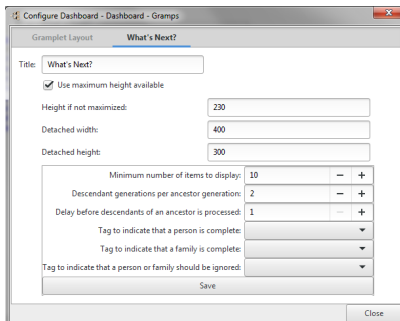 Configure Dashboard - Dashboard - Gramps
Gramplet Layout What's Next?
Title: What's Next?
Use maximum height available
Height if not maximized: 230
Detached width: 400
Detached height: 300
Minimum number of items to display: 10
Descendant generations per ancestor generation: 2
Delay before descendants of an ancestor is processed: 1
Tag to indicate that a person is complete:
Tag to indicate that a family is complete:
Tag to indicate that a person or family should be ignored:
Save
Close